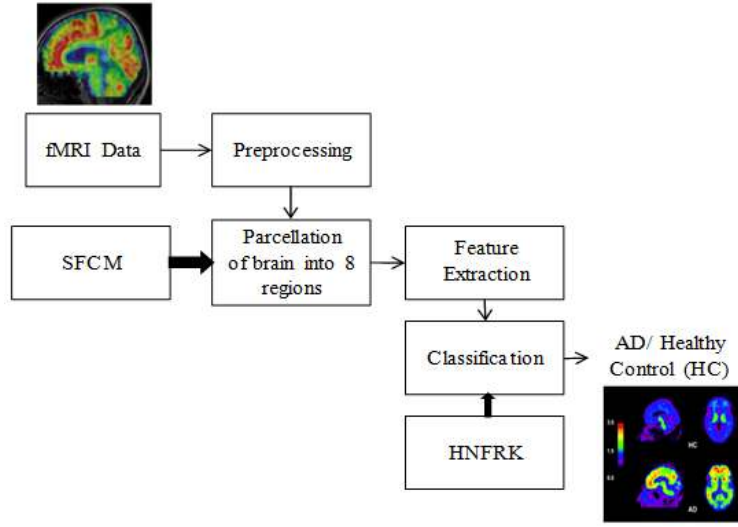 fMRI Data
Preprocessing
SFCM
Parcellation
of brain into 8
regions
Feature
Extraction
Classification
AD/ Healthy
Control (HC)
HNFRK
HC
AD